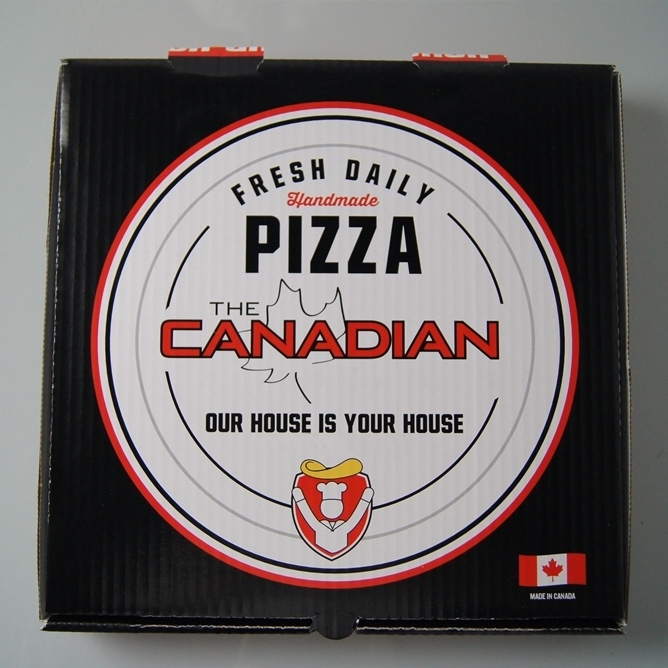 FRESH DAILY
Handmade
PIZZA
THE
CANADIAN
OUR HOUSE IS YOUR HOUSE
MADE IN CANADA